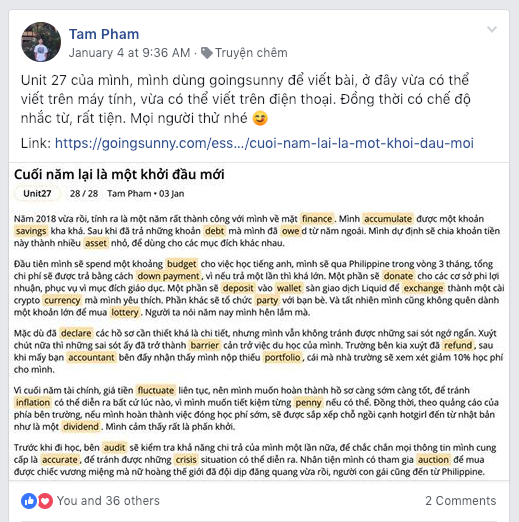 Tam Pham
January 4 at 9:36 AM · Truyện chêm
Unit 27 của mình, mình dùng goingsunny để viết bài, ở đây vừa có thể
viết trên máy tính, vừa có thể viết trên điện thoại. Đồng thời có chế độ
nhắc từ, rất tiện. Mọi người thử nhé 😅
Link: https://goingsunny.com/ess.../cuoi-nam-lai-la-mot-khoi-dau-moi
Cuối năm lại là một khởi đầu mới
Unit27 28 / 28 Tam Pham • 03 Jan
Năm 2018 vừa rồi, tính ra là một năm rất thành công với mình về mặt finance. Mình accumulate được một khoản
savings kha khá. Sau khi đã trả những khoản debt mà mình đã owe d từ năm ngoái. Mình dự định sẽ chia khoản tiền
này thành nhiều asset nhỏ, để dùng cho các mục đích khác nhau.
Đầu tiên mình sẽ spend một khoảng budget cho việc học tiếng anh, mình sẽ qua Philippine trong vòng 3 tháng, tổng
chi phí sẽ được trả bằng cách down payment, vì nếu trả một lần thì khá lớn. Một phần sẽ donate cho các cơ sở phi lợi
nhuận, phục vụ vì mục đích giáo dục. Một phần sẽ deposit vào wallet sàn giao dịch Liquid để exchange thành một cái
crypto currency mà mình yêu thích. Phần khác sẽ tổ chức party với bạn bè. Và tất nhiên mình cũng không quên dành
một khoản lớn để mua lottery. Người ta nói năm nay mình hên lắm mà.
Mặc dù đã declare các hồ sơ cần thiết khá là chi tiết, nhưng mình vẫn không tránh được những sai sót ngớ ngẩn. Xuýt
chút nữa thì những sai sót ấy đã trở thành barrier cản trở việc du học của mình. Trường bên kia xuýt đã refund, sau
khi mấy bạn accountant bên đấy nhận thấy mình nộp thiếu portfolio, cái mà nhà trường sẽ xem xét giảm 10% học phí
cho mình.
Vì cuối năm tài chính, giá tiền fluctuate liên tục, nên mình muốn hoàn thành hồ sơ càng sớm càng tốt, để tránh
inflation có thể diễn ra bất cứ lúc nào, vì mình muốn tiết kiệm từng penny nếu có thể. Đồng thời, theo quảng cáo của
phía bên trường, nếu mình hoàn thành việc đóng học phí sớm, sẽ được sắp xếp chỗ ngồi cạnh hotgirl đến từ nhật bản
như là một dividend. Mình cảm thấy rất là phấn khởi.
Trước khi đi học, bên audit sẽ kiểm tra khả năng chi trả của mình một lần nữa, để chắc chắn mọi thông tin mình cung
cấp là accurate, để tránh được những crisis situation có thể diễn ra. Nhân tiện mình có tham gia auction để mua
được chiếc vương miệng mà nữ hoàng thế giới đã đội dịp đăng quang vừa rồi, người con gái cũng đến từ Philippine.
You and 36 others 2 Comments